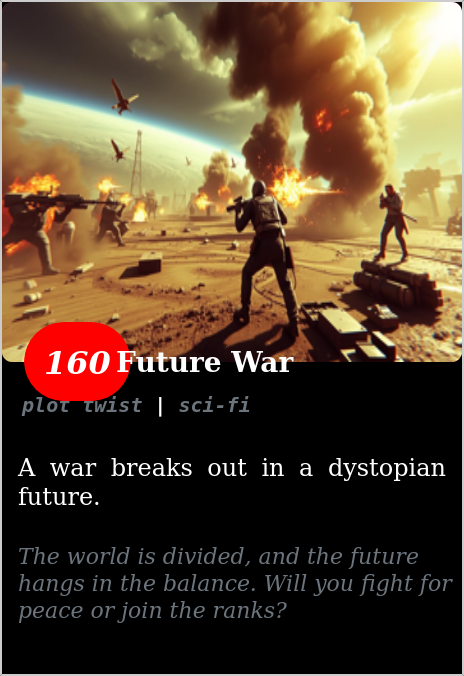 160 Future War
plot twist | sci-fi
A war breaks out in a dystopian
future.
The world is divided, and the future
hangs in the balance. Will you fight for
peace or join the ranks?